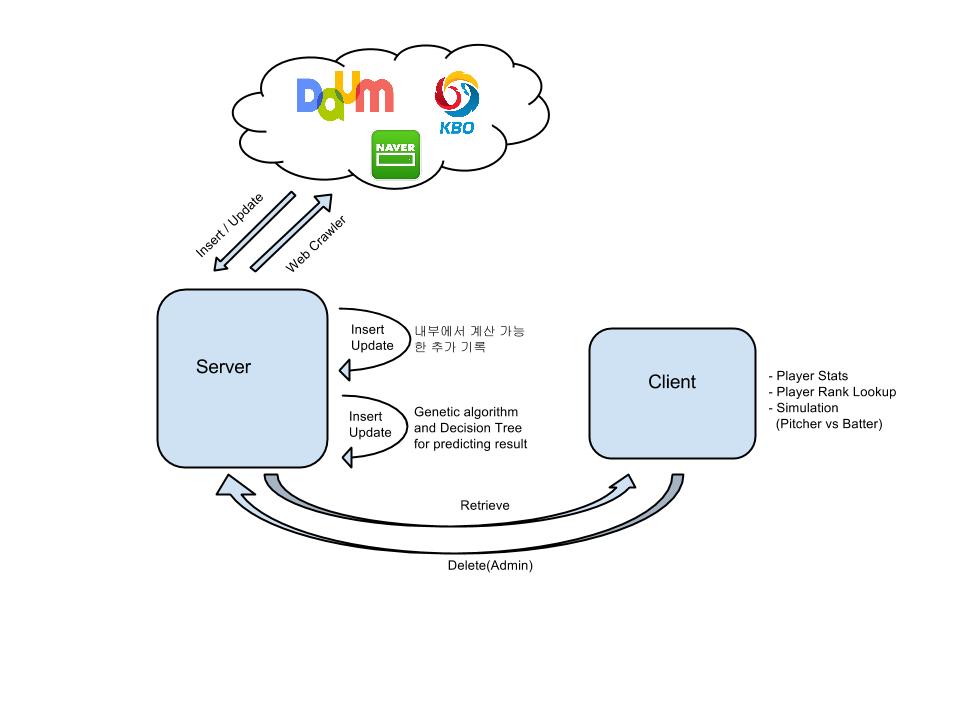 Daum
KBO
NAVER
Insert / Update
Web Crawler
Server
Insert
Update
내부에서 계산 가능
한 추가 기록
Insert
Update
Genetic algorithm
and Decision Tree
for predicting result
Client
- Player Stats
- Player Rank Lookup
- Simulation
(Pitcher vs Batter)
Retrieve
Delete(Admin)